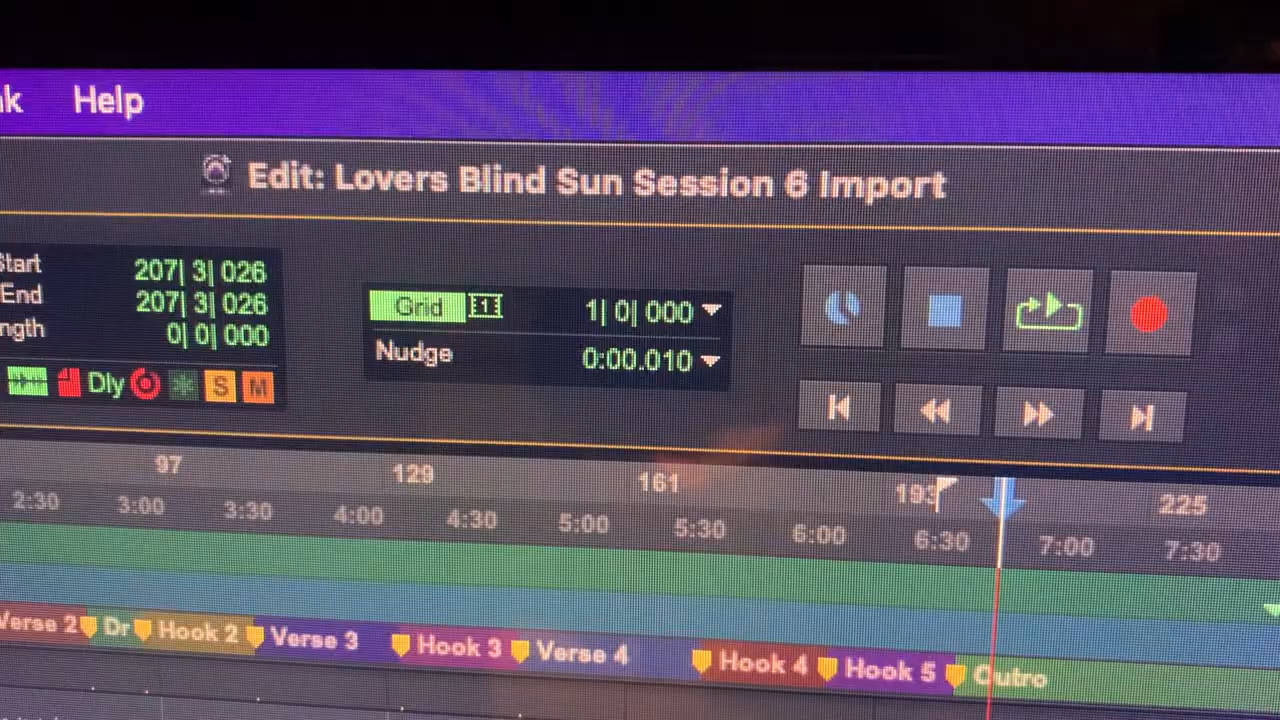 Help
Edit: Lovers Blind Sun Session 6 Import
Start 207| 3| 026
End 207| 3| 026
ngth 0| 0| 000
Grid 1 1| 0| 000
Nudge 0:00.010
Dly S M
97 129 161 193 225
2:30 3:00 3:30 4:00 4:30 5:00 5:30 6:00 6:30 7:00 7:30
Verse 2 Dr Hook 2 Verse 3 Hook 3 Verse 4 Hook 4 Hook 5 Outro